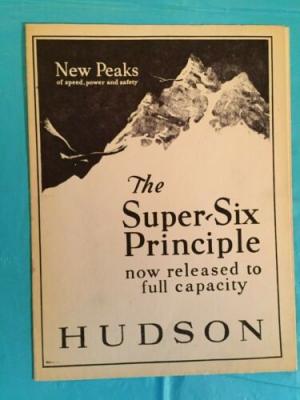 New Peaks
of speed, power and safety
The
Super-Six
Principle
now released to
full capacity
HUDSON